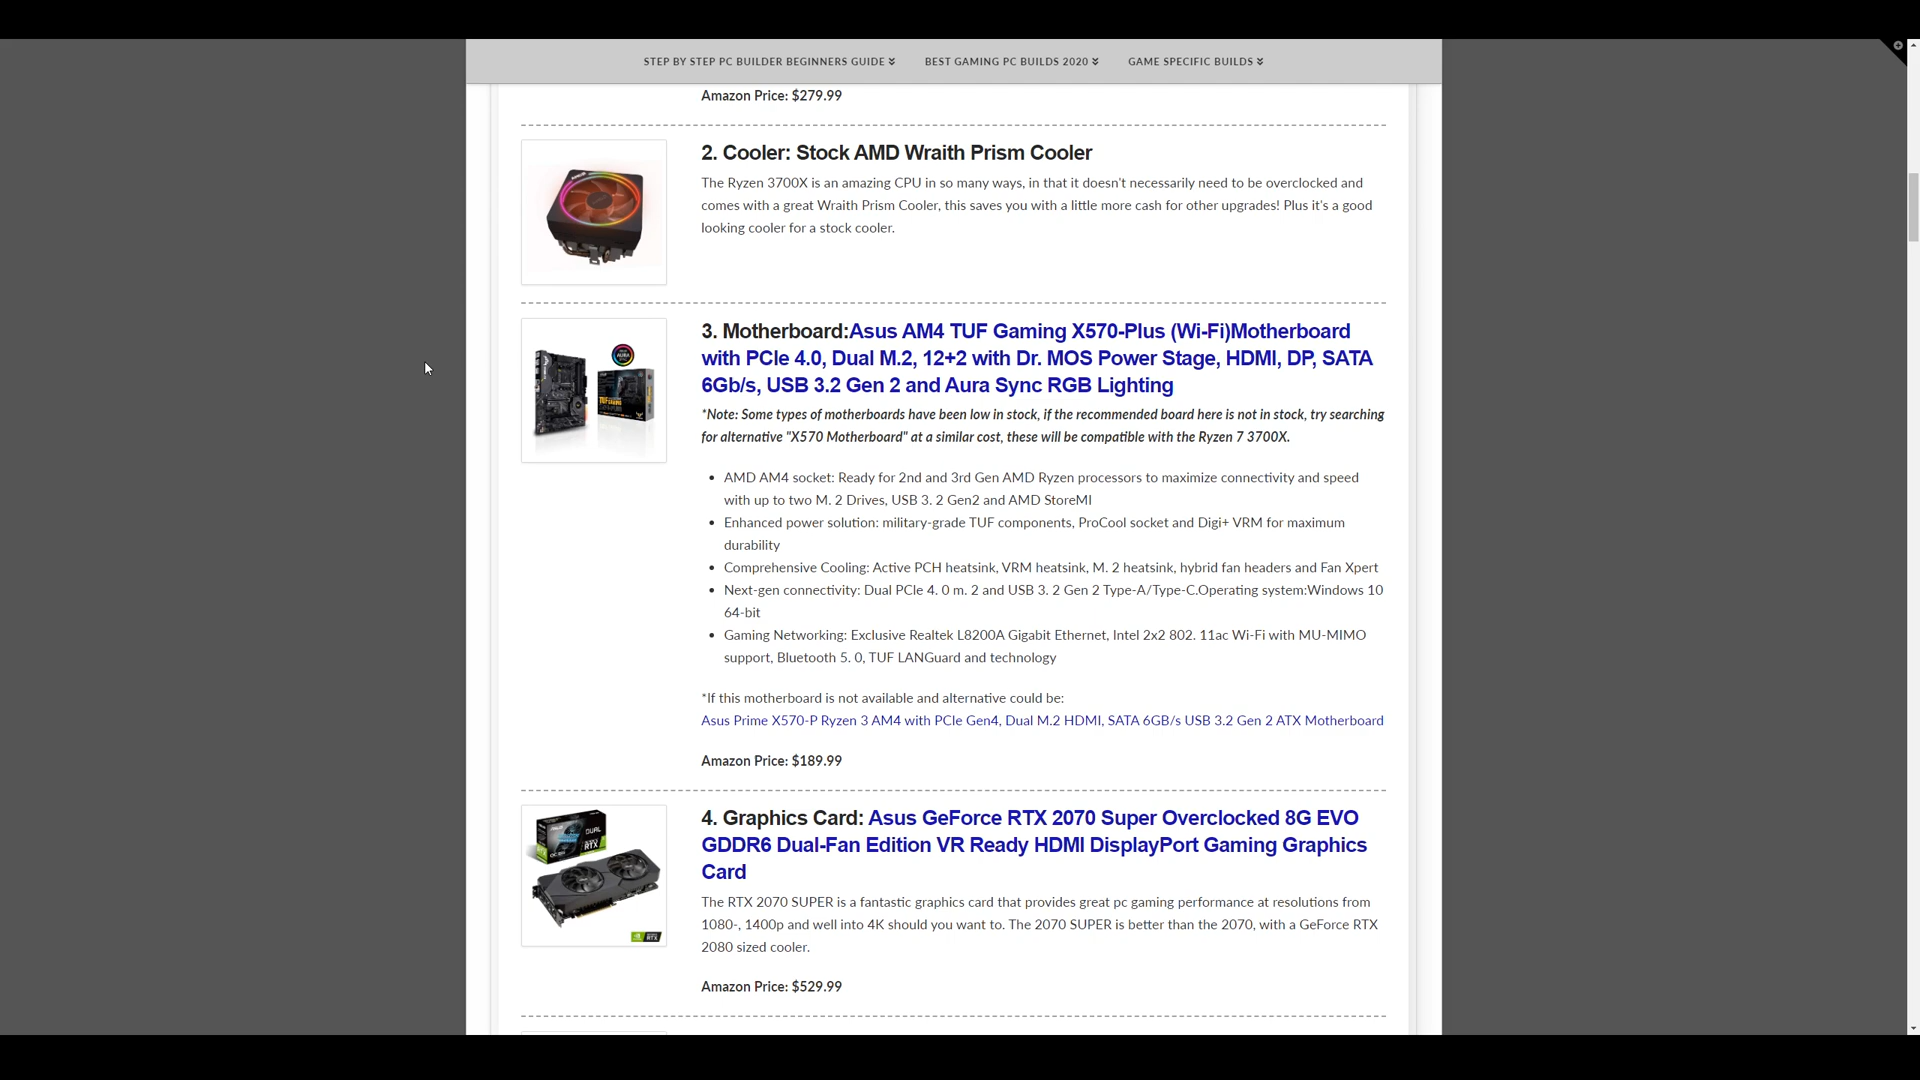 STEP BY STEP PC BUILDER BEGINNERS GUIDE
BEST GAMING PC BUILDS 2020
GAME SPECIFIC BUILDS
Amazon Price: $279.99
2. Cooler: Stock AMD Wraith Prism Cooler
The Ryzen 3700X is an amazing CPU in so many ways, in that it doesn't necessarily need to be overclocked and
comes with a great Wraith Prism Cooler, this saves you with a little more cash for other upgrades! Plus it's a good
looking cooler for a stock cooler.
3. Motherboard:Asus AM4 TUF Gaming X570-Plus (Wi-Fi)Motherboard
with PCIe 4.0, Dual M.2, 12+2 with Dr. MOS Power Stage, HDMI, DP, SATA
6Gb/s, USB 3.2 Gen 2 and Aura Sync RGB Lighting
*Note: Some types of motherboards have been low in stock, if the recommended board here is not in stock, try searching
for alternative "X570 Motherboard" at a similar cost, these will be compatible with the Ryzen 7 3700X.
• AMD AM4 socket: Ready for 2nd and 3rd Gen AMD Ryzen processors to maximize connectivity and speed
with up to two M. 2 Drives, USB 3. 2 Gen2 and AMD StoreMI
• Enhanced power solution: military-grade TUF components, ProCool socket and Digi+ VRM for maximum
durability
• Comprehensive Cooling: Active PCH heatsink, VRM heatsink, M. 2 heatsink, hybrid fan headers and Fan Xpert
• Next-gen connectivity: Dual PCIe 4. 0 m. 2 and USB 3. 2 Gen 2 Type-A/Type-C.Operating system:Windows 10
64-bit
• Gaming Networking: Exclusive Realtek L8200A Gigabit Ethernet, Intel 2x2 802. 11ac Wi-Fi with MU-MIMO
support, Bluetooth 5. 0, TUF LANGuard and technology
*If this motherboard is not available and alternative could be:
Asus Prime X570-P Ryzen 3 AM4 with PCIe Gen4, Dual M.2 HDMI, SATA 6GB/s USB 3.2 Gen 2 ATX Motherboard
Amazon Price: $189.99
DUAL
RTX
4. Graphics Card: Asus GeForce RTX 2070 Super Overclocked 8G EVO
GDDR6 Dual-Fan Edition VR Ready HDMI DisplayPort Gaming Graphics
Card
The RTX 2070 SUPER is a fantastic graphics card that provides great pc gaming performance at resolutions from
1080-, 1400p and well into 4K should you want to. The 2070 SUPER is better than the 2070, with a GeForce RTX
2080 sized cooler.
Amazon Price: $529.99